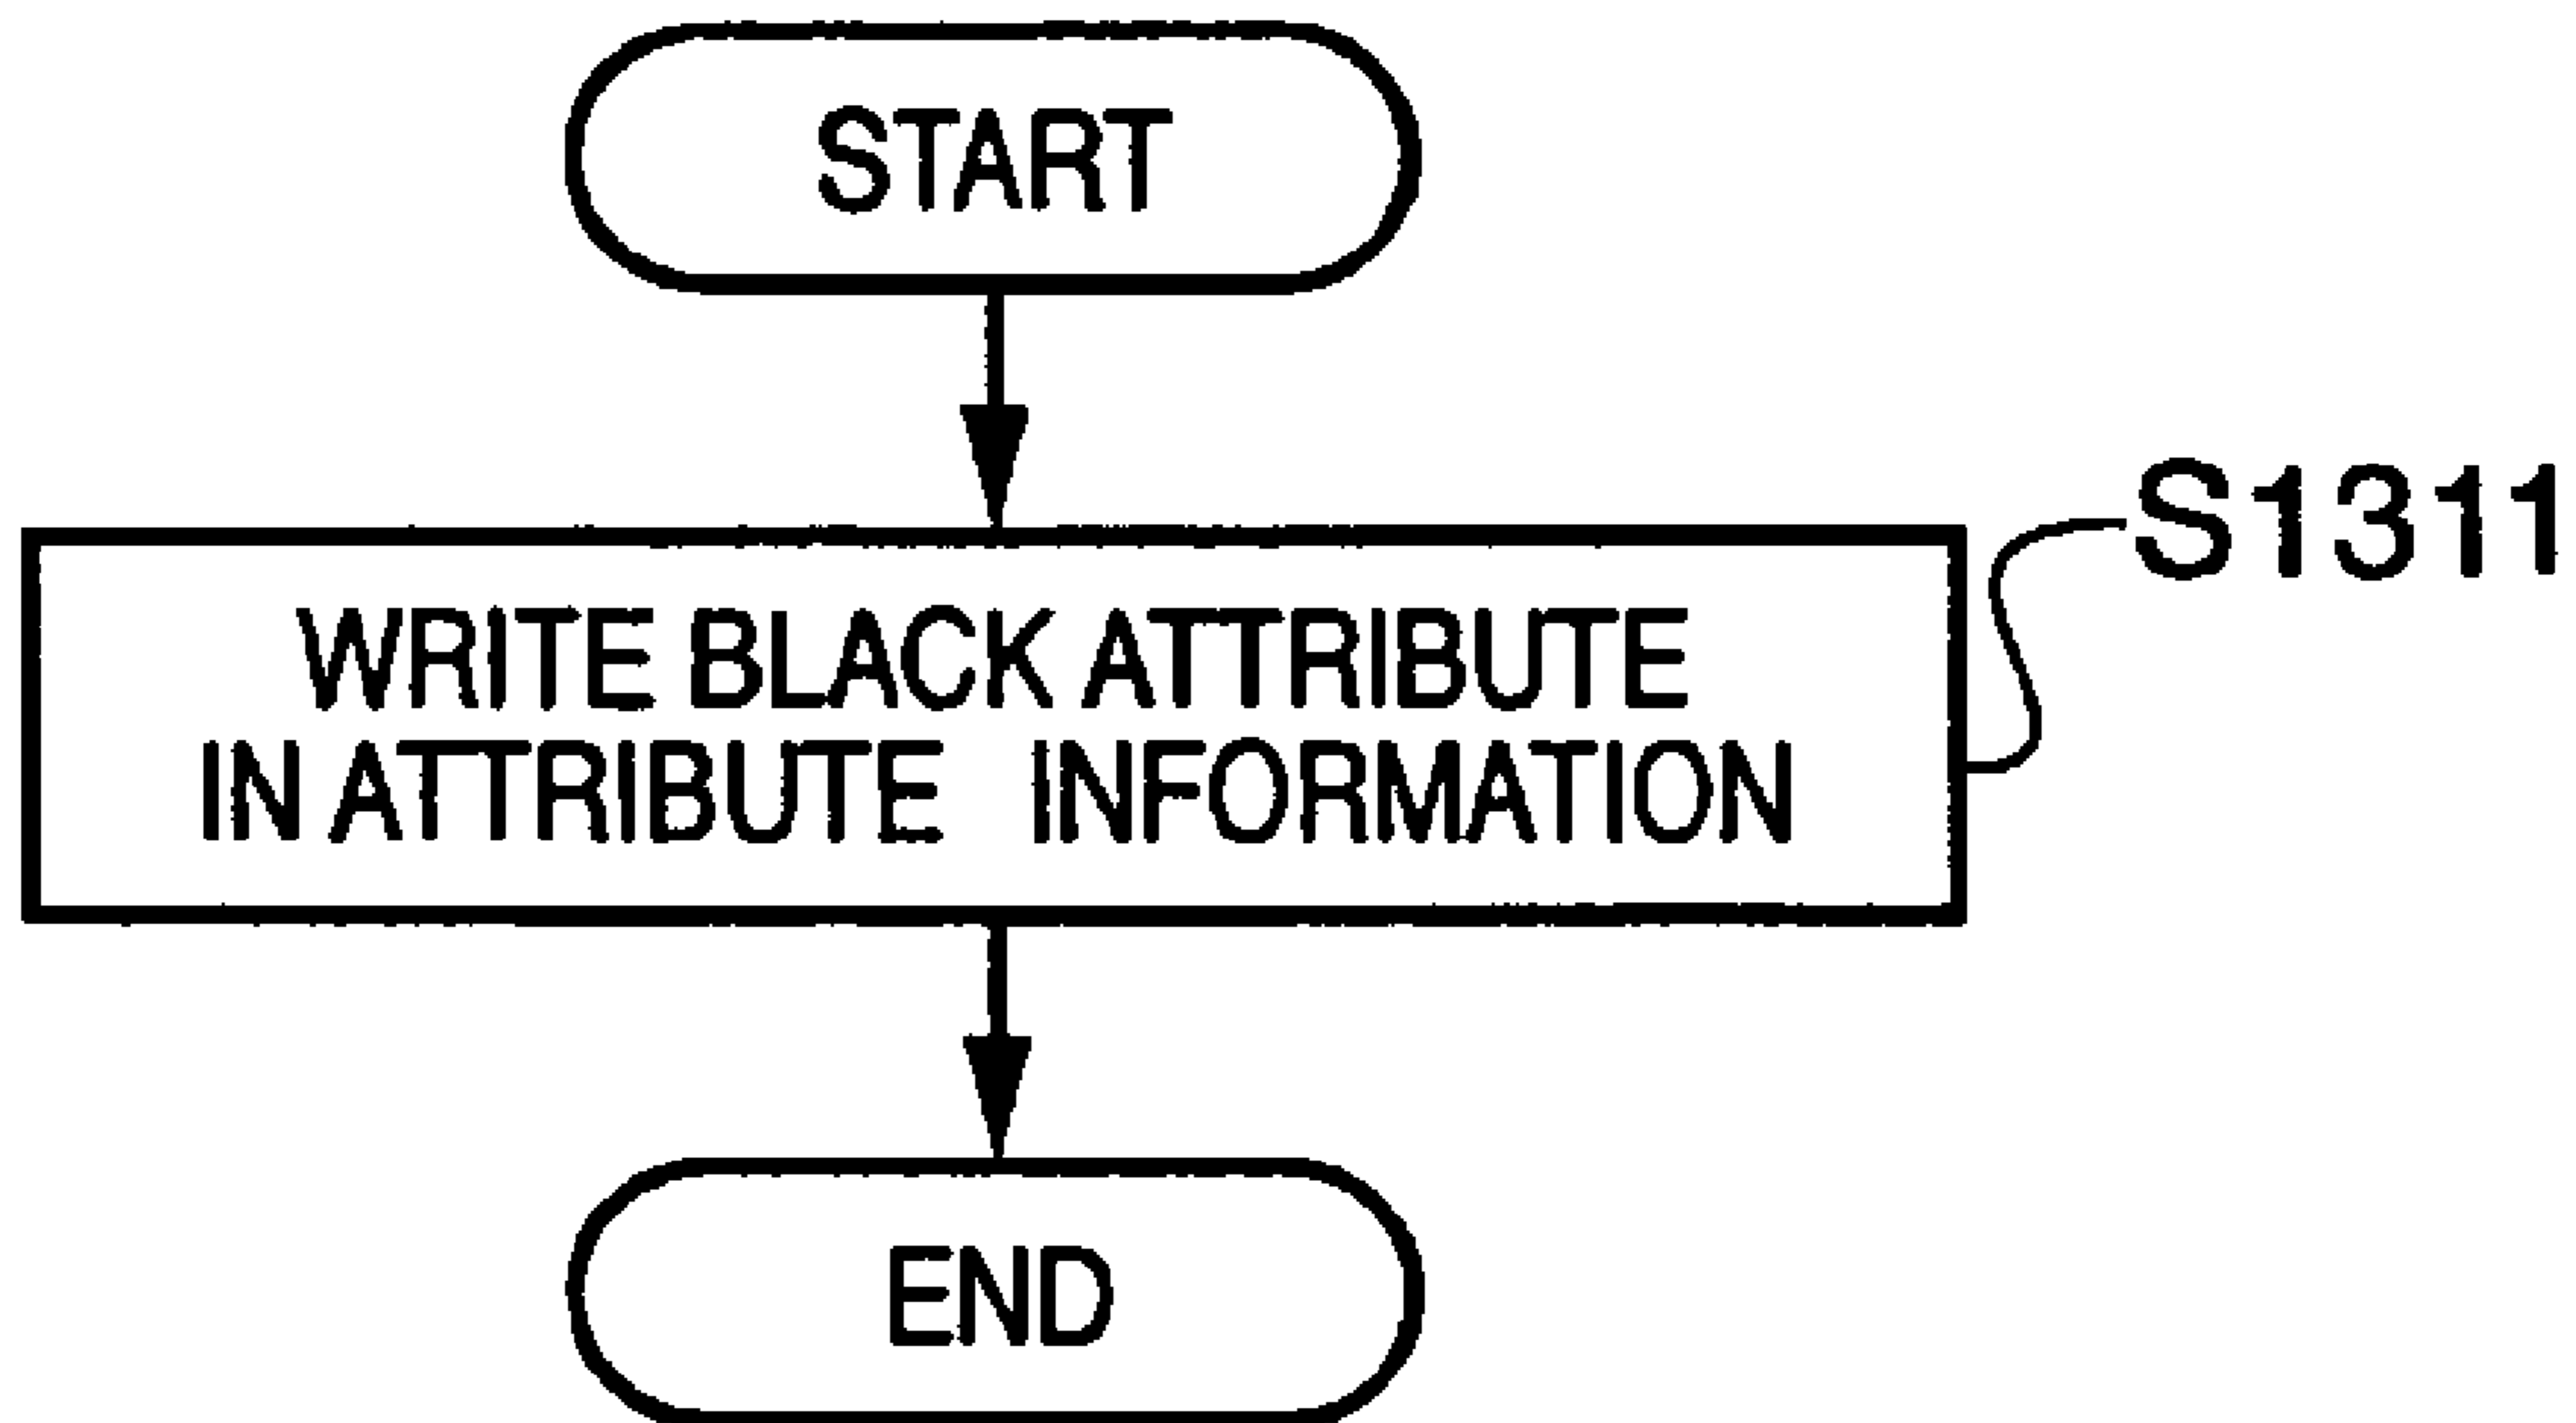 START
S1311
WRITE BLACK ATTRIBUTE
IN ATTRIBUTE INFORMATION
END